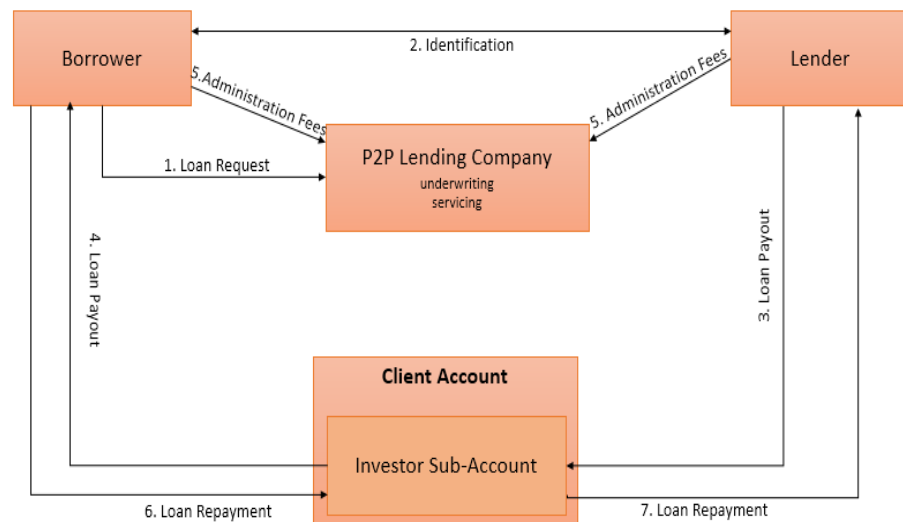 2. Identification
Borrower
Lender
5.Administration Fees
5. Administration Fees
P2P Lending Company
underwriting
servicing
1. Loan Request
4. Loan Payout
3. Loan Payout
Client Account
Investor Sub-Account
6. Loan Repayment
7. Loan Repayment